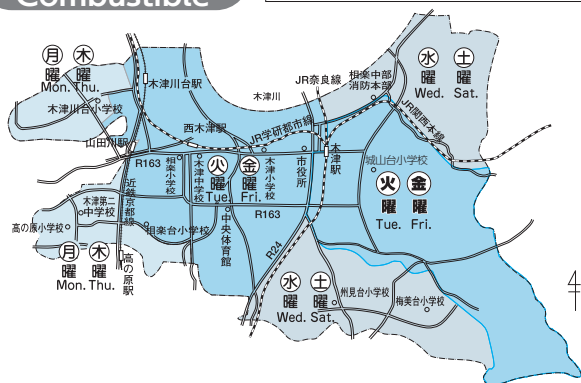 Combustible
月 木
曜 曜
Mon. Thu.
木津川台小学校
木津川台駅
木津川
JR奈良線
相楽中部
消防本部
水 土
曜 曜
Wed. Sat.
JR関西本線
西木津駅
JR学研都市線
山田川駅
R163
相楽小学校
木津中学校
火 金
曜 曜
Tue. Fri.
木津小学校
市役所
木津駅
城山台小学校
火 金
曜 曜
Tue. Fri.
近鉄京都線
木津第二
中学校
高の原小学校
相楽台小学校
中央体育館
R163
月 木
曜 曜
Mon. Thu.
高の原駅
R24
水 土
曜 曜
Wed. Sat.
州見台小学校
梅美台小学校